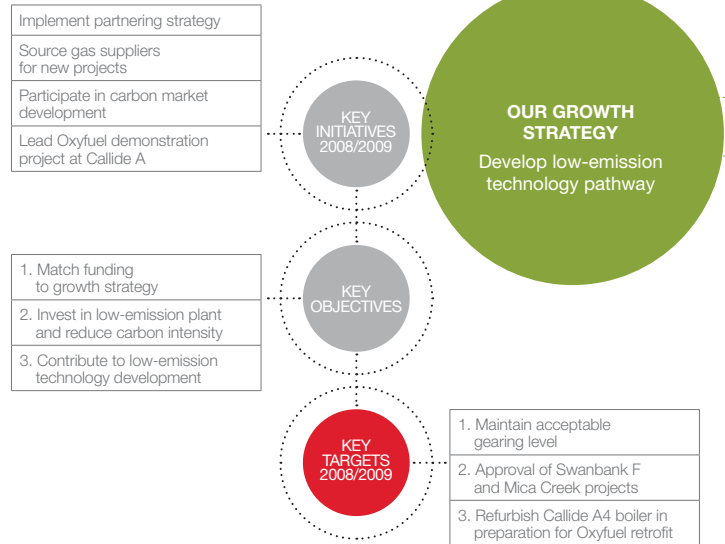 Implement partnering strategy
Source gas suppliers
for new projects
Participate in carbon market
development
Lead Oxyfuel demonstration
project at Callide A
KEY
INITIATIVES
2008/2009
OUR GROWTH
STRATEGY
Develop low-emission
technology pathway
1. Match funding
to growth strategy
2. Invest in low-emission plant
and reduce carbon intensity
3. Contribute to low-emission
technology development
KEY
OBJECTIVES
KEY
TARGETS
2008/2009
1. Maintain acceptable
gearing level
2. Approval of Swanbank F
and Mica Creek projects
3. Refurbish Callide A4 boiler in
preparation for Oxyfuel retrofit